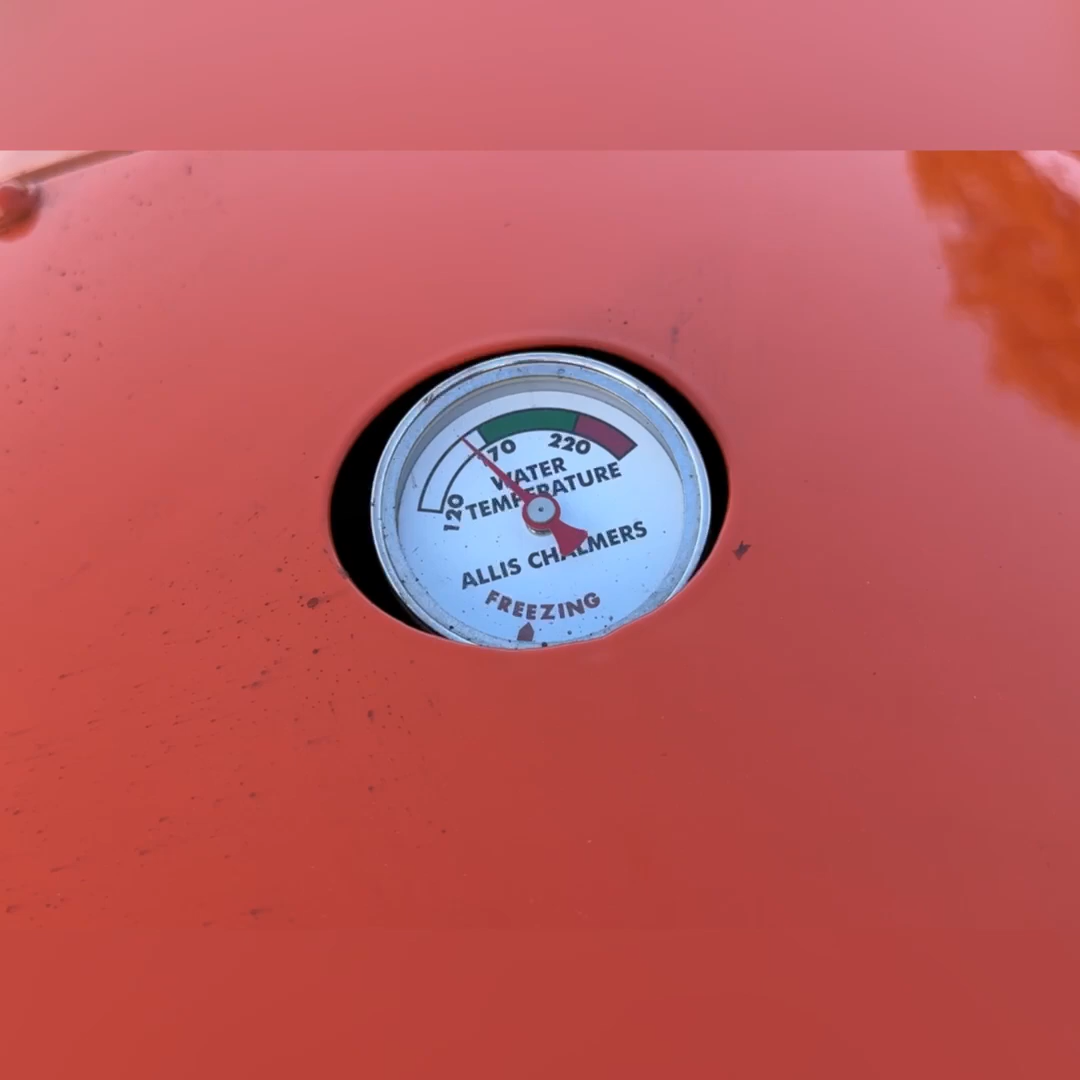 170 220
WATER
TEMPERATURE
120
ALLIS CHALMERS
FREEZING